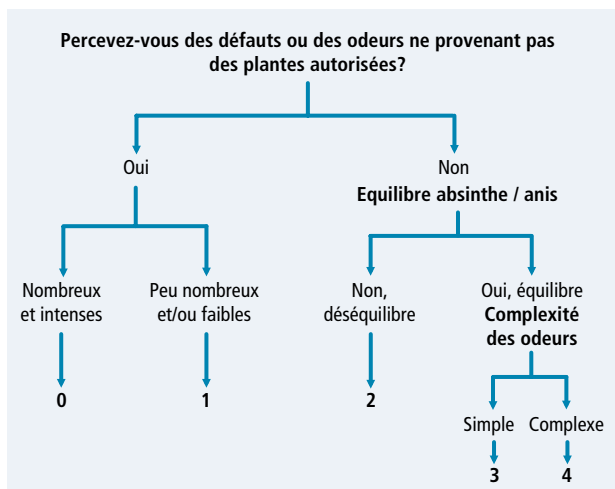 Percevez-vous des défauts ou des odeurs ne provenant pas
des plantes autorisées?
Oui
Non
Equilibre absinthe / anis
Nombreux
et intenses
Peu nombreux
et/ou faibles
Non,
déséquilibre
Oui, équilibre
Complexité
des odeurs
0
1
2
Simple
Complexe
3
4